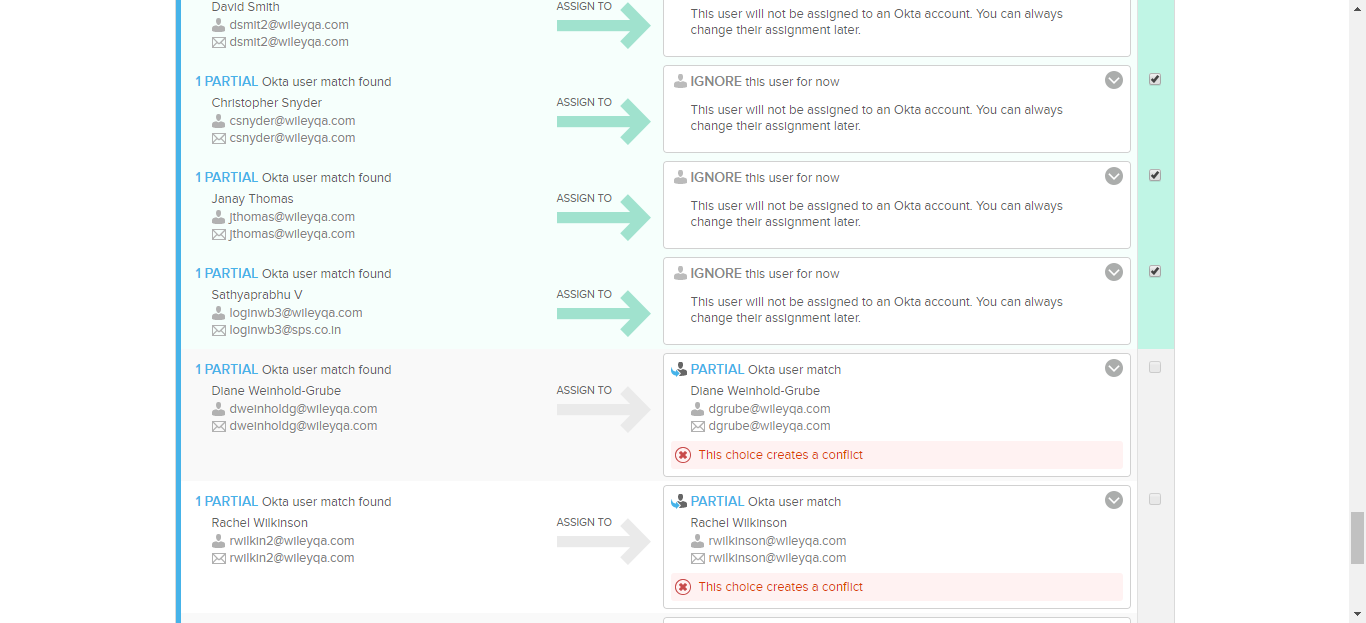 David Smith
dsmit2@wileyqa.com
dsmit2@wileyqa.com
ASSIGN TO
This user will not be assigned to an Okta account. You can always
change their assignment later.
1 PARTIAL Okta user match found
Christopher Snyder
csnyder@wileyqa.com
csnyder@wileyqa.com
ASSIGN TO
IGNORE this user for now
This user will not be assigned to an Okta account. You can always
change their assignment later.
1 PARTIAL Okta user match found
Janay Thomas
jthomas@wileyqa.com
jthomas@wileyqa.com
ASSIGN TO
IGNORE this user for now
This user will not be assigned to an Okta account. You can always
change their assignment later.
1 PARTIAL Okta user match found
Sathyaprabhu V
loginwb3@wileyqa.com
loginwb3@sps.co.in
ASSIGN TO
IGNORE this user for now
This user will not be assigned to an Okta account. You can always
change their assignment later.
1 PARTIAL Okta user match found
Diane Weinhold-Grube
dweinholdg@wileyqa.com
dweinholdg@wileyqa.com
ASSIGN TO
PARTIAL Okta user match
Diane Weinhold-Grube
dgrube@wileyqa.com
dgrube@wileyqa.com
This choice creates a conflict
1 PARTIAL Okta user match found
Rachel Wilkinson
rwilkin2@wileyqa.com
rwilkin2@wileyqa.com
ASSIGN TO
PARTIAL Okta user match
Rachel Wilkinson
rwilkinson@wileyqa.com
rwilkinson@wileyqa.com
This choice creates a conflict